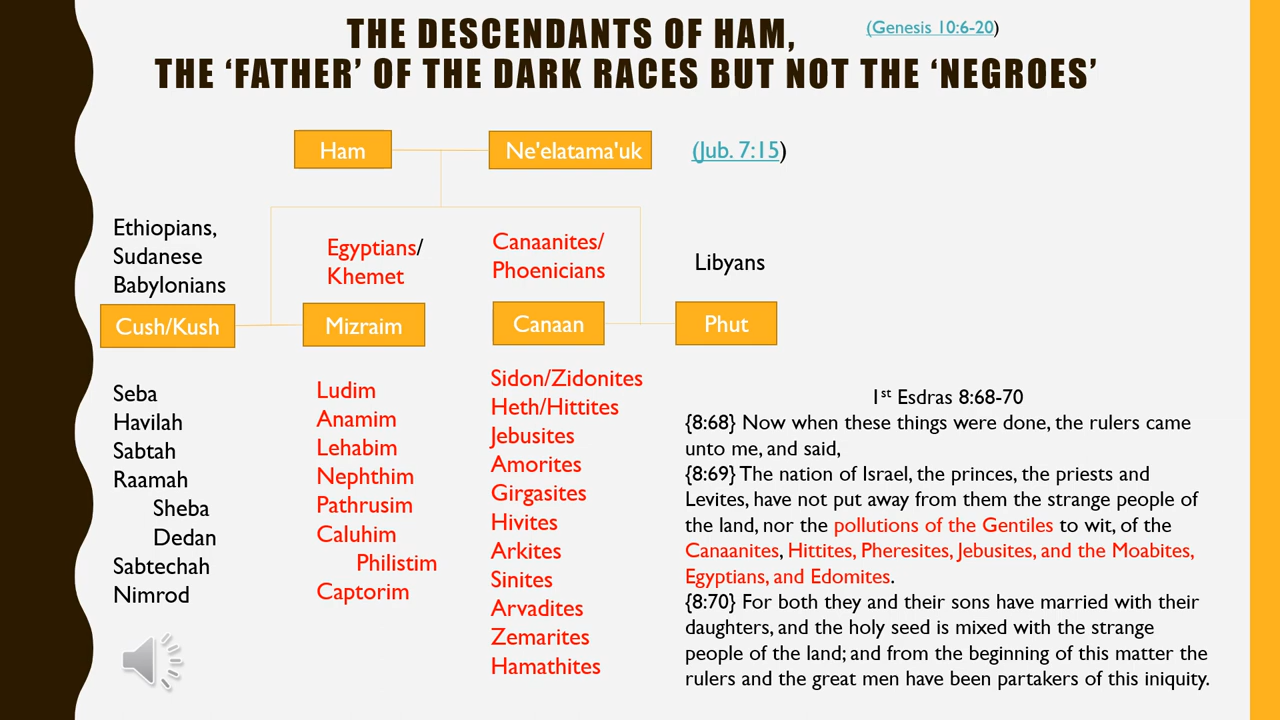 THE DESCENDANTS OF HAM,
(Genesis 10:6-20)
THE ‘FATHER’ OF THE DARK RACES BUT NOT THE ‘NEGROES’
Ham
Ne'elatama'uk
(Jub. 7:15)
Ethiopians,
Sudanese
Babylonians
Egyptians/
Khemet
Canaanites/
Phoenicians
Libyans
Cush/Kush
Mizraim
Canaan
Phut
Seba
Havilah
Sabtah
Raamah
Sheba
Dedan
Sabtechah
Nimrod
Ludim
Anamim
Lehabim
Nephthim
Pathrusim
Caluhim
Philistim
Captorim
Sidon/Zidonites
Heth/Hittites
Jebusites
Amorites
Girgasites
Hivites
Arkites
Sinites
Arvadites
Zemarites
Hamathites
1st Esdras 8:68-70
{8:68} Now when these things were done, the rulers came
unto me, and said,
{8:69} The nation of Israel, the princes, the priests and
Levites, have not put away from them the strange people of
the land, nor the pollutions of the Gentiles to wit, of the
Canaanites, Hittites, Pheresites, Jebusites, and the Moabites,
Egyptians, and Edomites.
{8:70} For both they and their sons have married with their
daughters, and the holy seed is mixed with the strange
people of the land; and from the beginning of this matter the
rulers and the great men have been partakers of this iniquity.